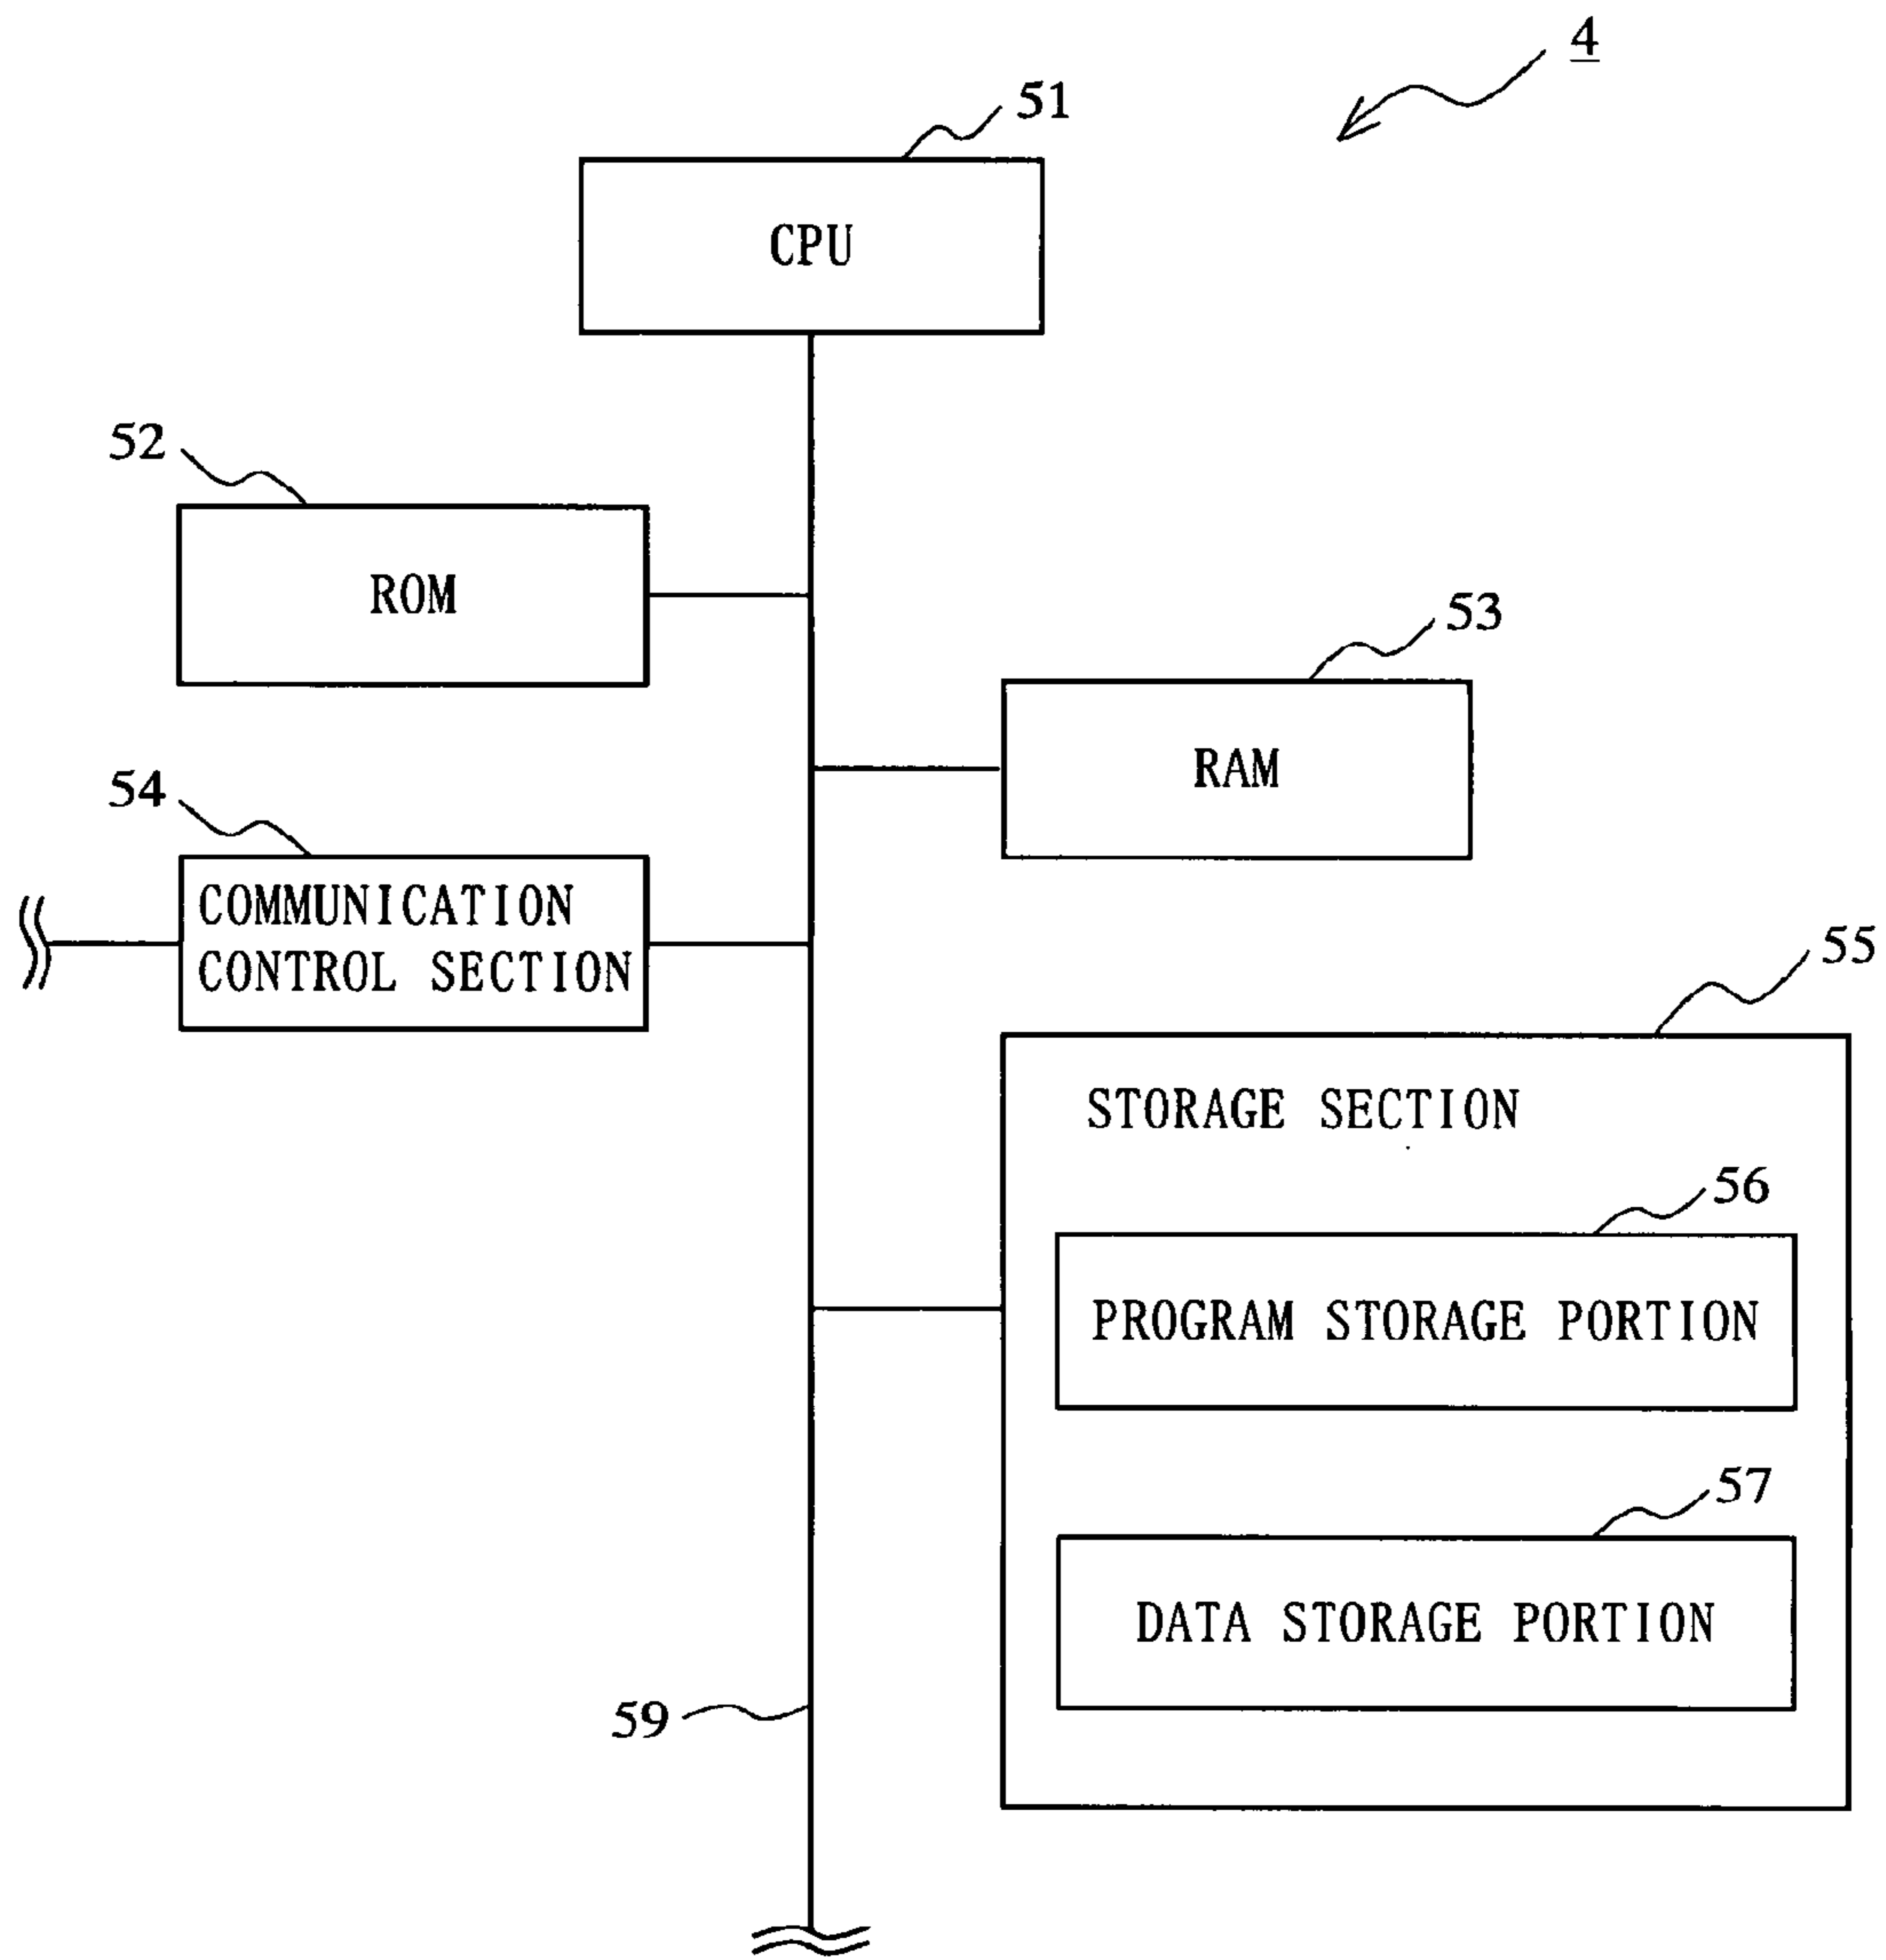 4
51
CPU
52
ROM
53
RAM
54
COMMUNICATION
CONTROL SECTION
55
STORAGE SECTION
56
PROGRAM STORAGE PORTION
57
DATA STORAGE PORTION
59